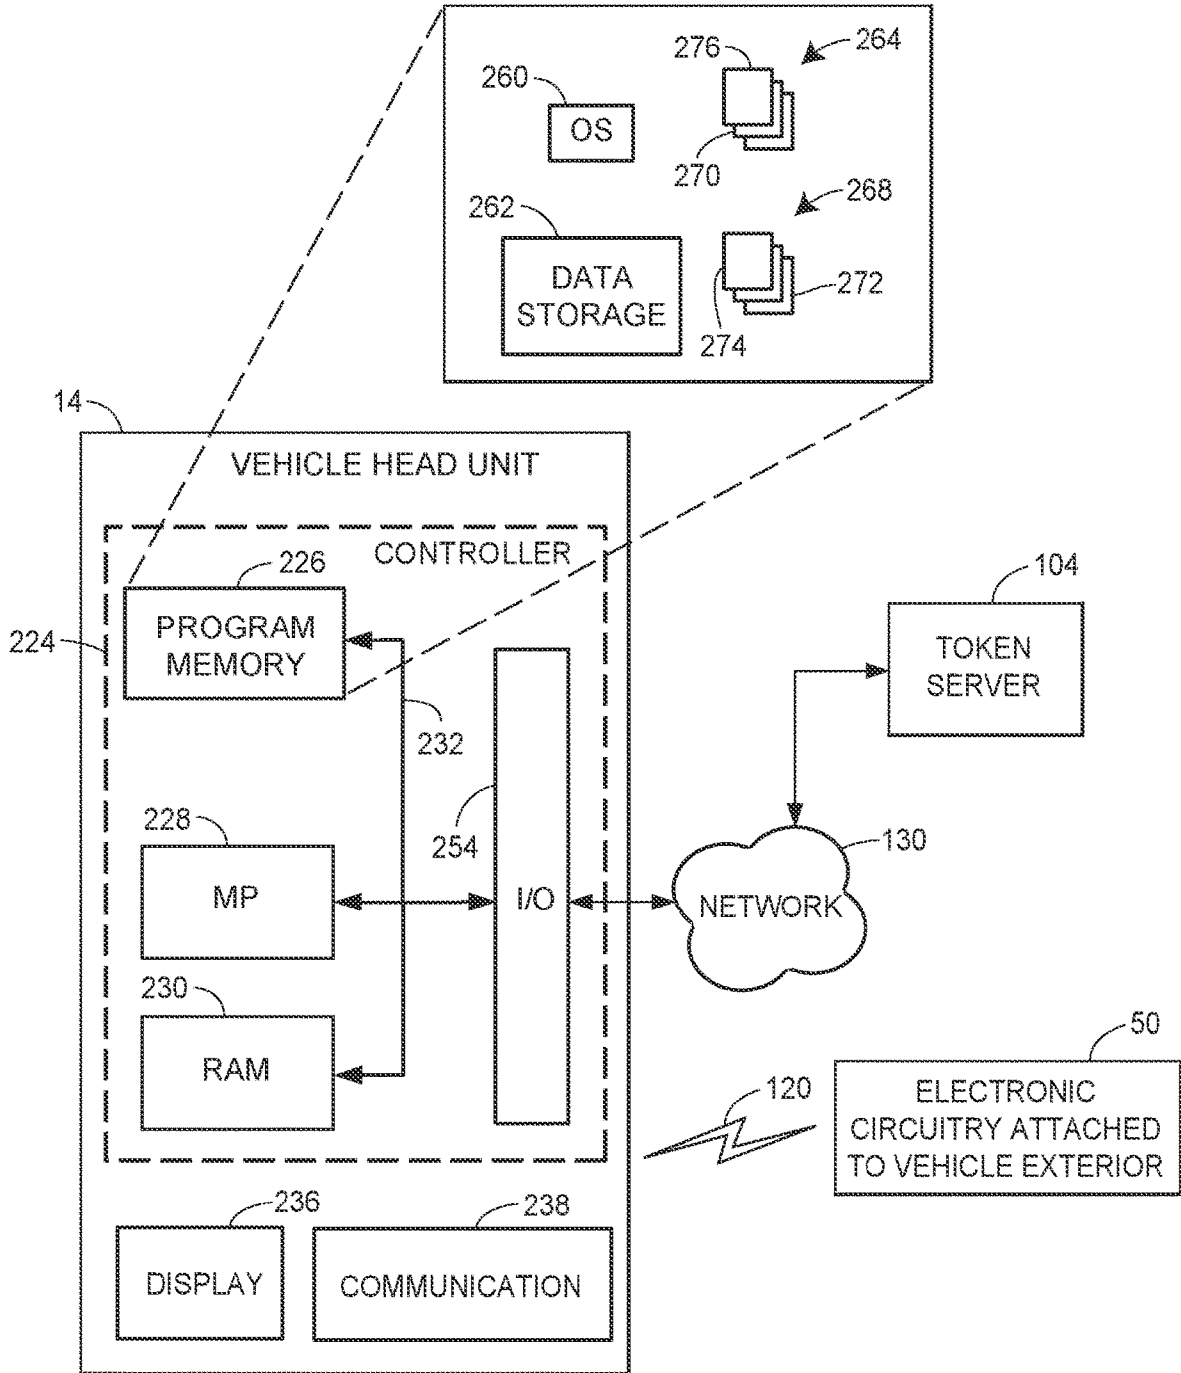 276
264
260
OS
270
262
268
DATA
STORAGE
272
274
14
VEHICLE HEAD UNIT
CONTROLLER
226
104
PROGRAM
MEMORY
224
TOKEN
SERVER
232
228
254
130
MP
I/O
NETWORK
230
RAM
50
120
ELECTRONIC
CIRCUITRY ATTACHED
TO VEHICLE EXTERIOR
236
238
DISPLAY
COMMUNICATION